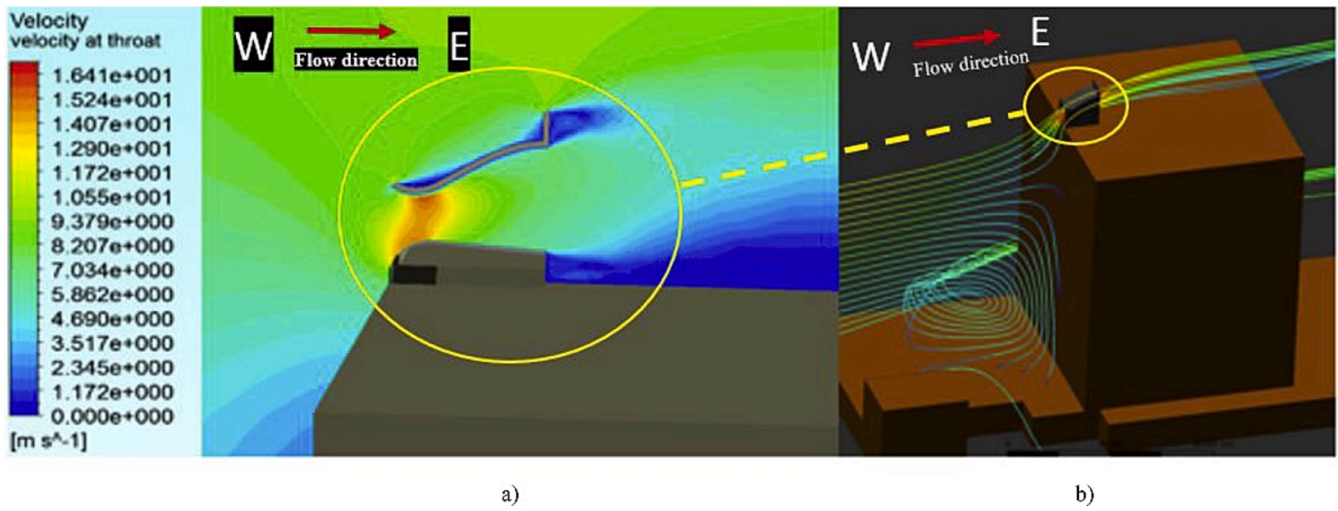 Velocity
velocity at throat
1.641e+001
1.524e+001
1.407e+001
1.290e+001
1.172e+001
1.055e+001
9.379e+000
8.207e+000
7.034e+000
5.862e+000
4.690e+000
3.517e+000
2.345e+000
1.172e+000
0.000e+000
[m s^-1]
W
E
Flow direction
W
E
Flow direction
a)
b)